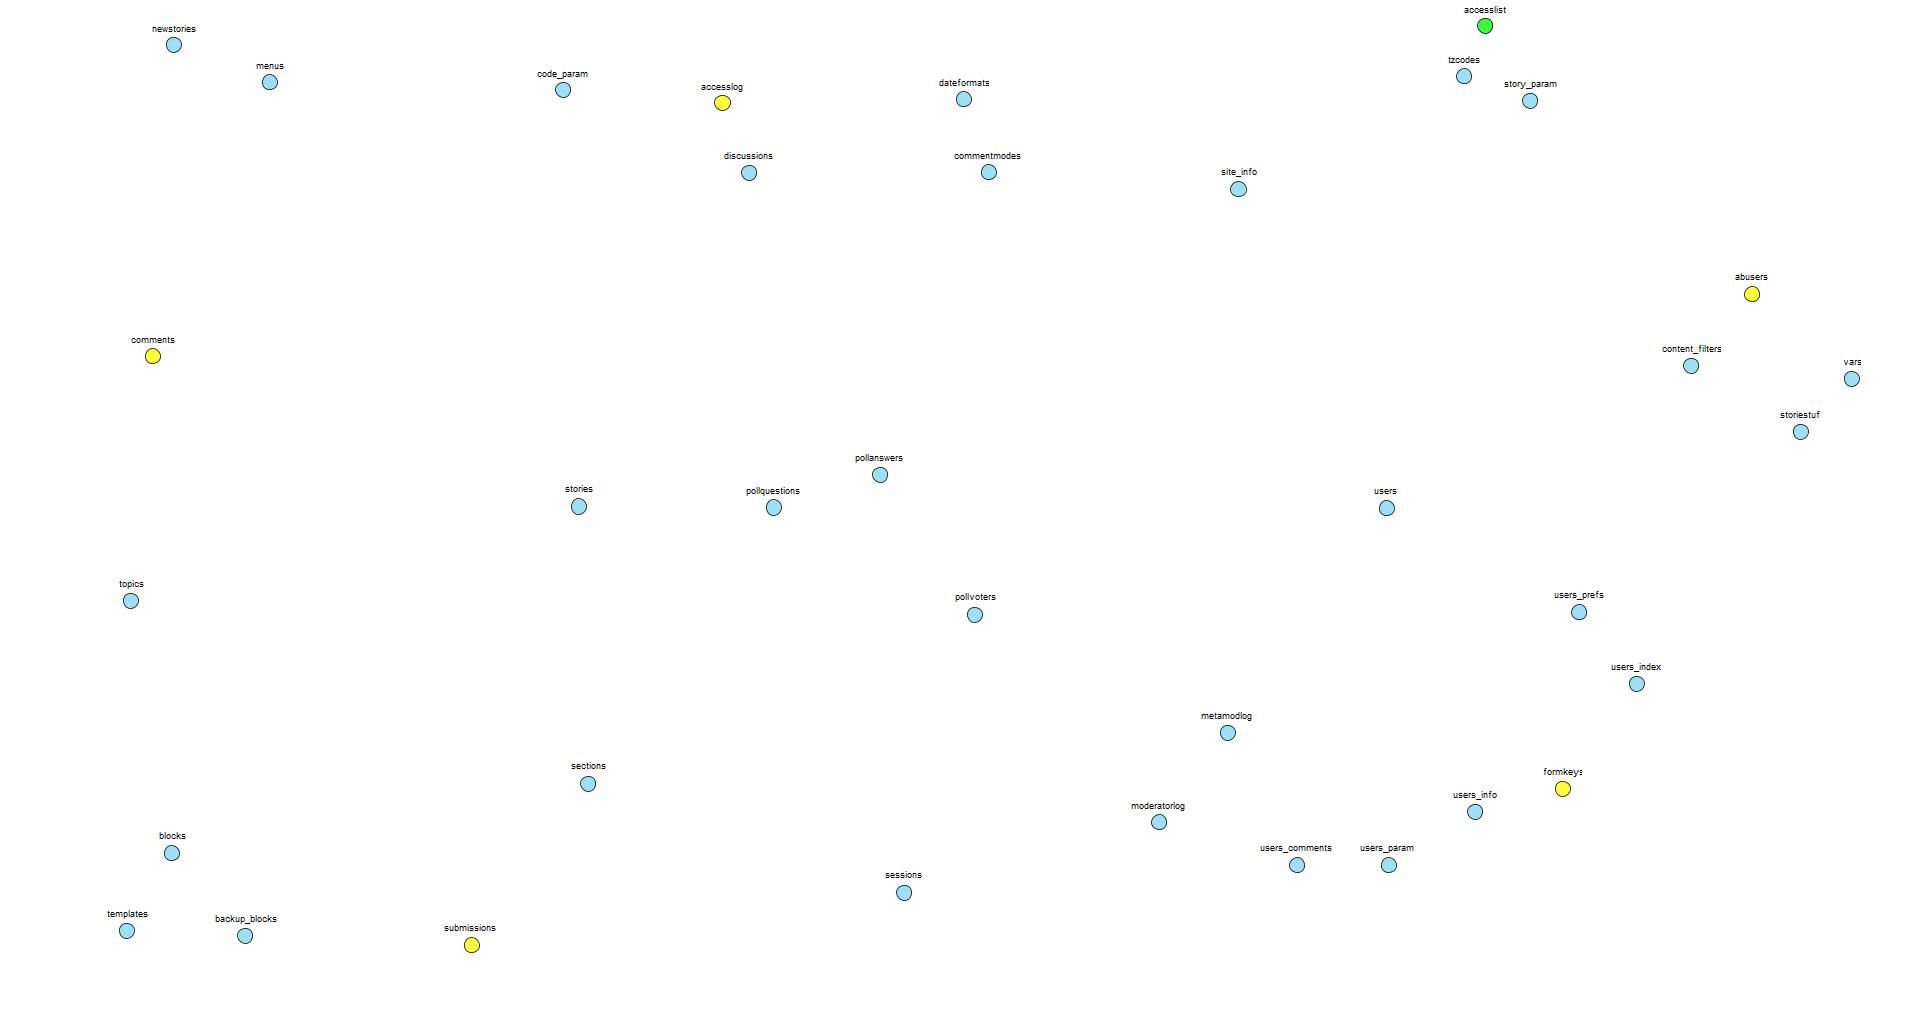 accesslist
newstories
tzcodes
menus
code_param
dateformats
story_param
accesslog
discussions
commentmodes
site_info
abusers
comments
content_filters
vars
storiestuf
pollanswers
stories
pollquestions
users
topics
users_prefs
pollvoters
users_index
metamodlog
sections
formkeys
users_info
moderatorlog
blocks
users_comments
users_param
sessions
templates
backup_blocks
submissions